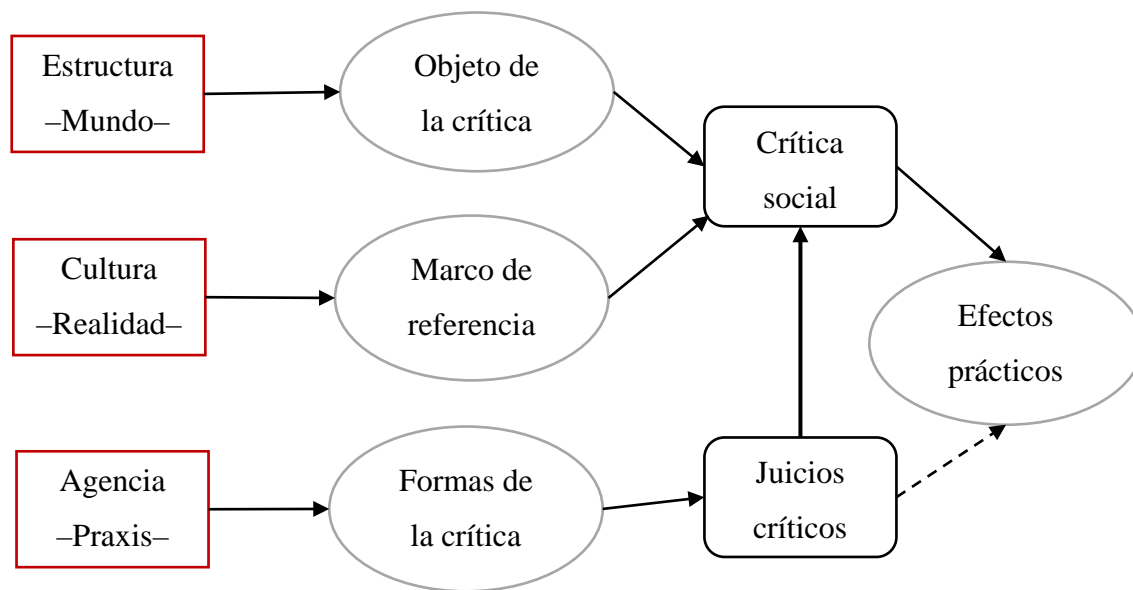 Estructura
–Mundo–
Objeto de
la crítica
Crítica
social
Cultura
–Realidad–
Marco de
referencia
Efectos
prácticos
Agencia
–Praxis–
Formas de
la crítica
Juicios
críticos